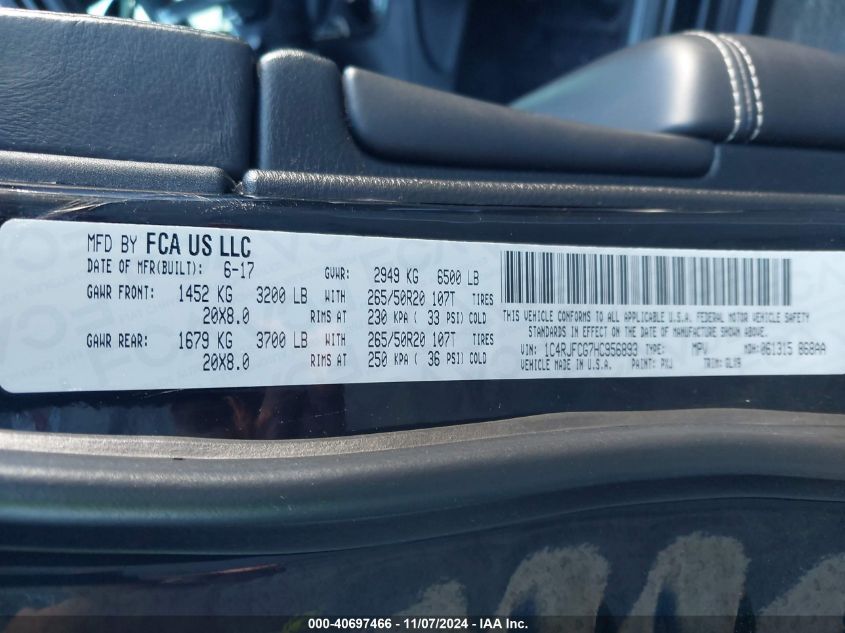 MFD BY FCA US LLC
DATE OF MFR(BUILT): 6-17 GVWR: 2949 KG 6500 LB
GAWR FRONT: 1452 KG 3200 LB WITH 265/50R20 107T TIRES
20X8.0 RIMS AT 230 KPA ( 33 PSI) COLD
GAWR REAR: 1679 KG 3700 LB WITH 265/50R20 107T TIRES
20X8.0 RIMS AT 250 KPA ( 36 PSI) COLD
THIS VEHICLE CONFORMS TO ALL APPLICABLE U.S.A. FEDERAL MOTOR VEHICLE SAFETY
STANDARDS IN EFFECT ON THE DATE OF MANUFACTURE SHOWN ABOVE.
VIN: 1C4RJFCG7HC956893 TYPE: MPV MDH: 061315 868AA
VEHICLE MADE IN U.S.A. PAINT: PXJ TRIM: GLX9
000-40697466 - 11/07/2024 - IAA Inc.